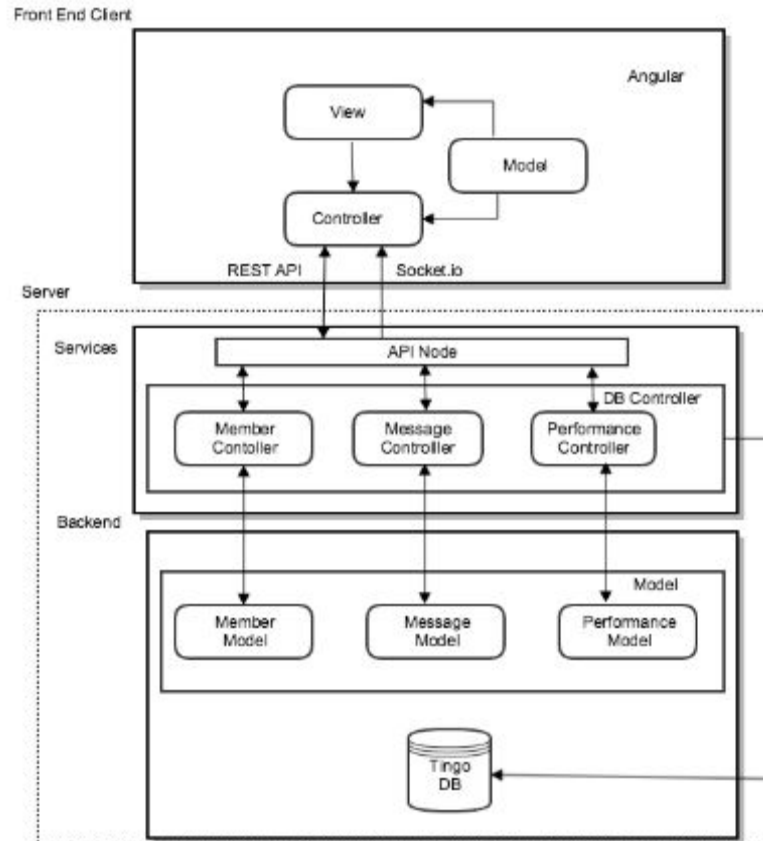 Front End Client
Angular
View
Model
Controller
REST API
Socket.io
Server
Services
API Node
DB Controller
Member
Contoller
Message
Controlller
Performance
Controller
Backend
Model
Member
Model
Message
Model
Performance
Model
Tingo
DB